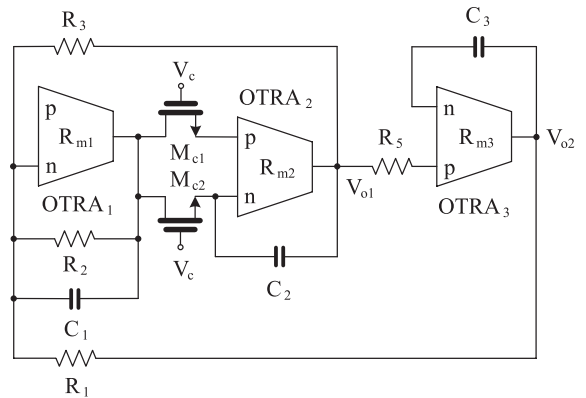 R3
C3
Vc
p
Rm1
n
OTRA1
Mc1
Mc2
OTRA2
p
Rm2
n
Vo1
R5
n
Rm3
p
OTRA3
Vo2
R2
Vc
C2
C1
R1